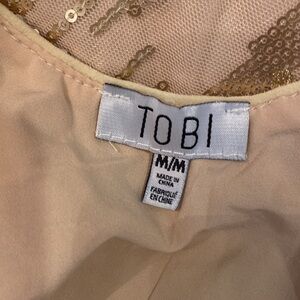 TOBI
M/M
MADE IN
CHINA
FABRIQUÉ
EN CHINE